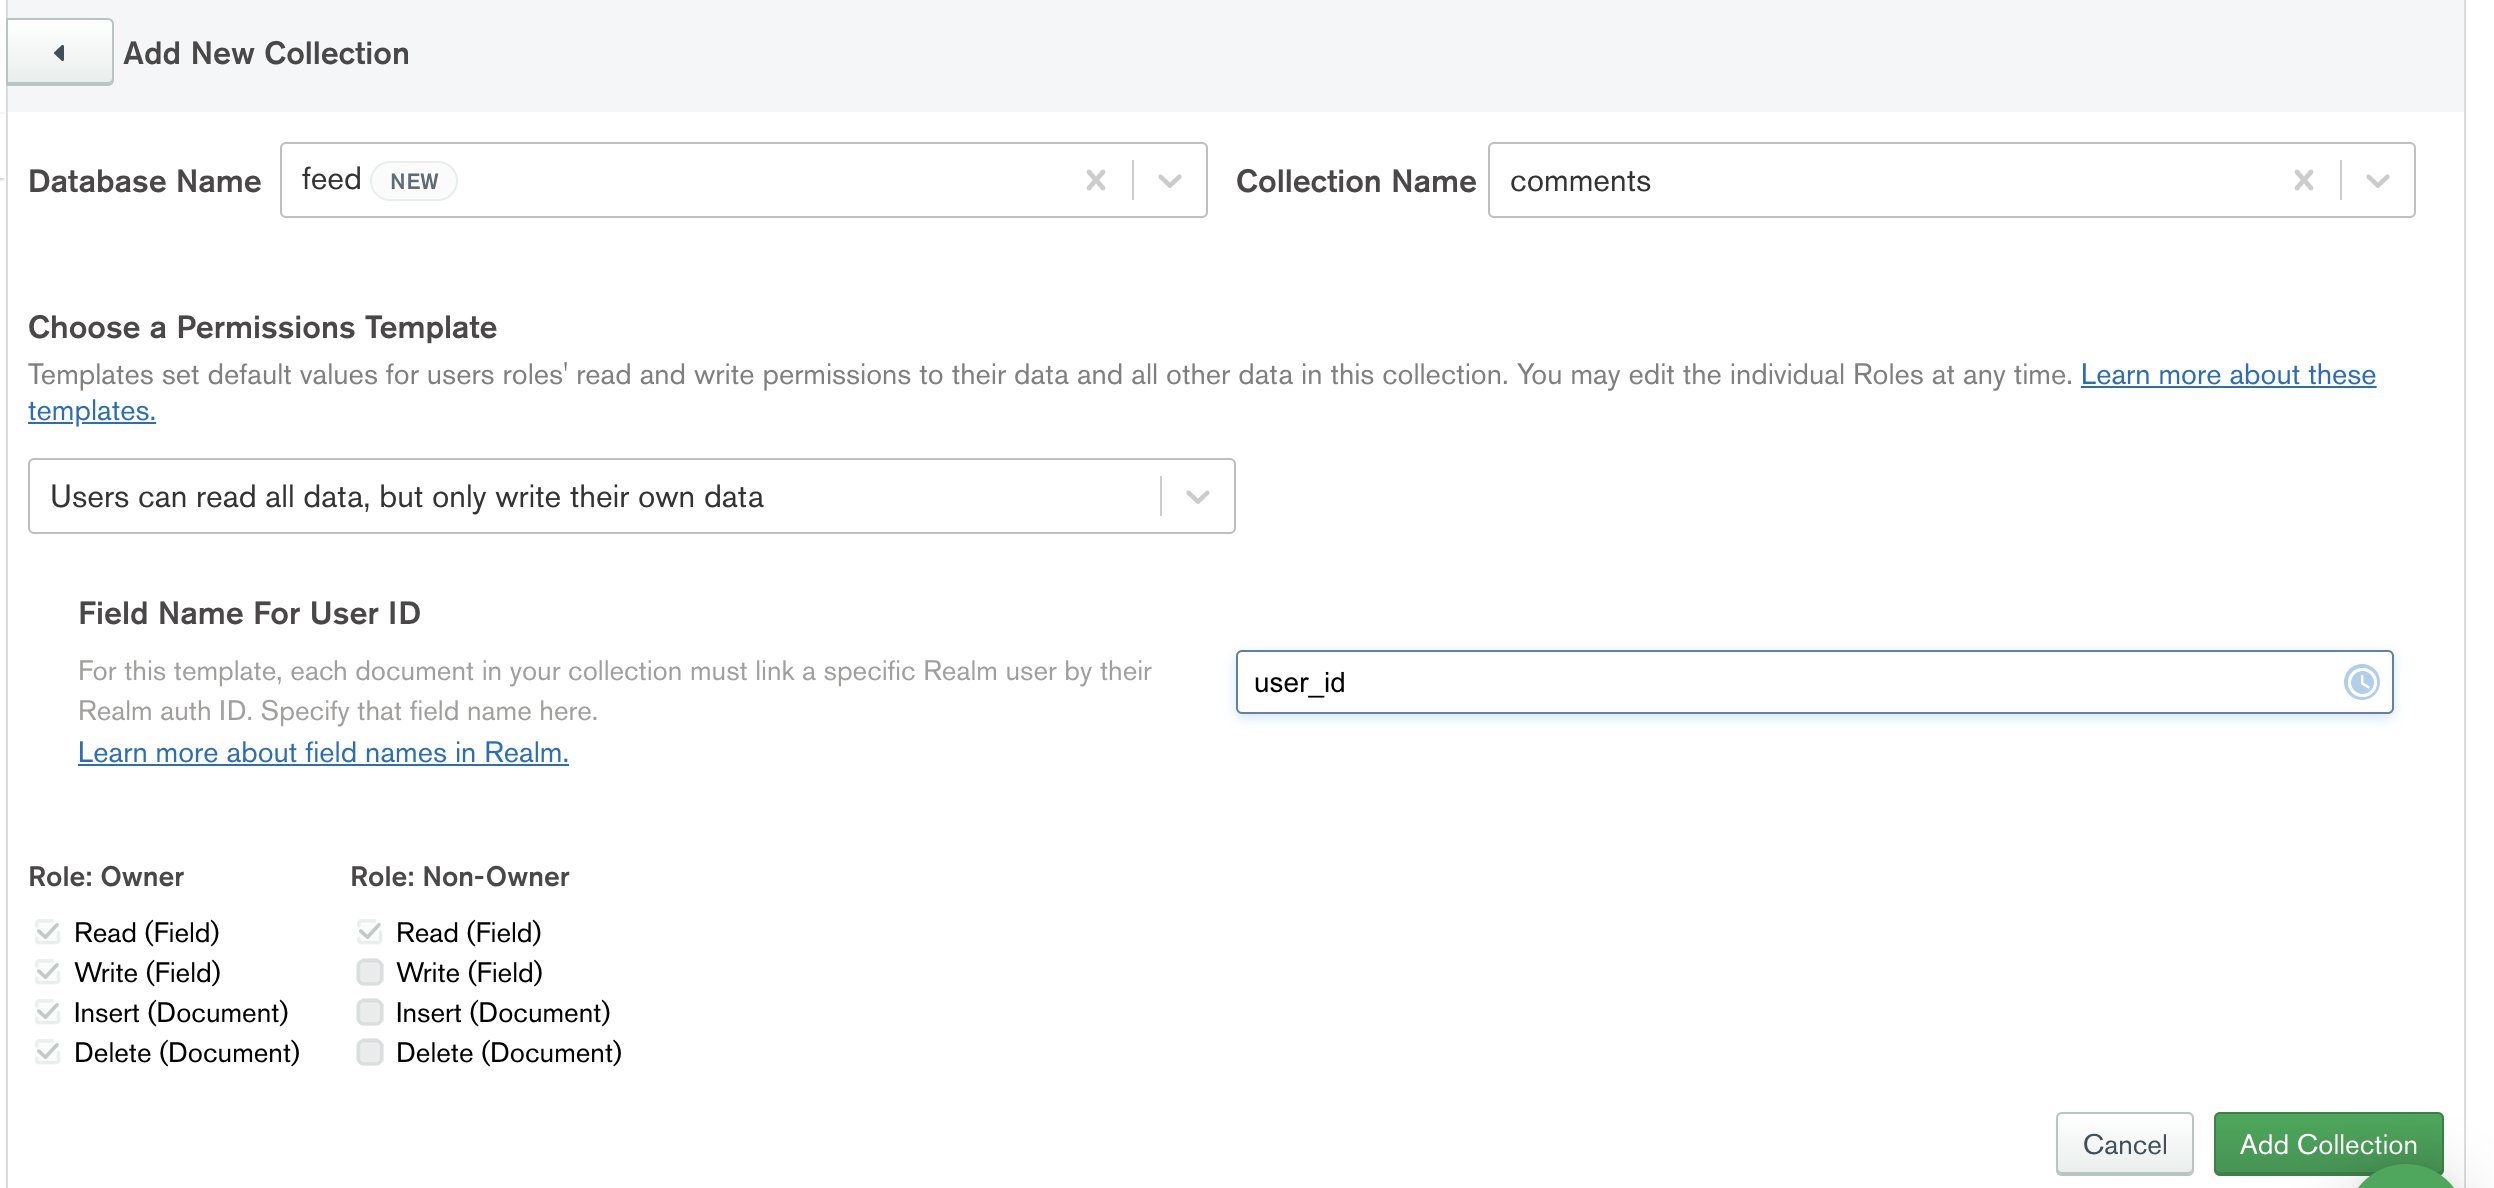 Add New Collection
Database Name feed NEW Collection Name comments
Choose a Permissions Template
Templates set default values for users roles' read and write permissions to their data and all other data in this collection. You may edit the individual Roles at any time. Learn more about these
templates.
Users can read all data, but only write their own data
Field Name For User ID
For this template, each document in your collection must link a specific Realm user by their
Realm auth ID. Specify that field name here.
Learn more about field names in Realm.
user_id
Role: Owner
Read (Field)
Write (Field)
Insert (Document)
Delete (Document)
Role: Non-Owner
Read (Field)
Write (Field)
Insert (Document)
Delete (Document)
Cancel Add Collection